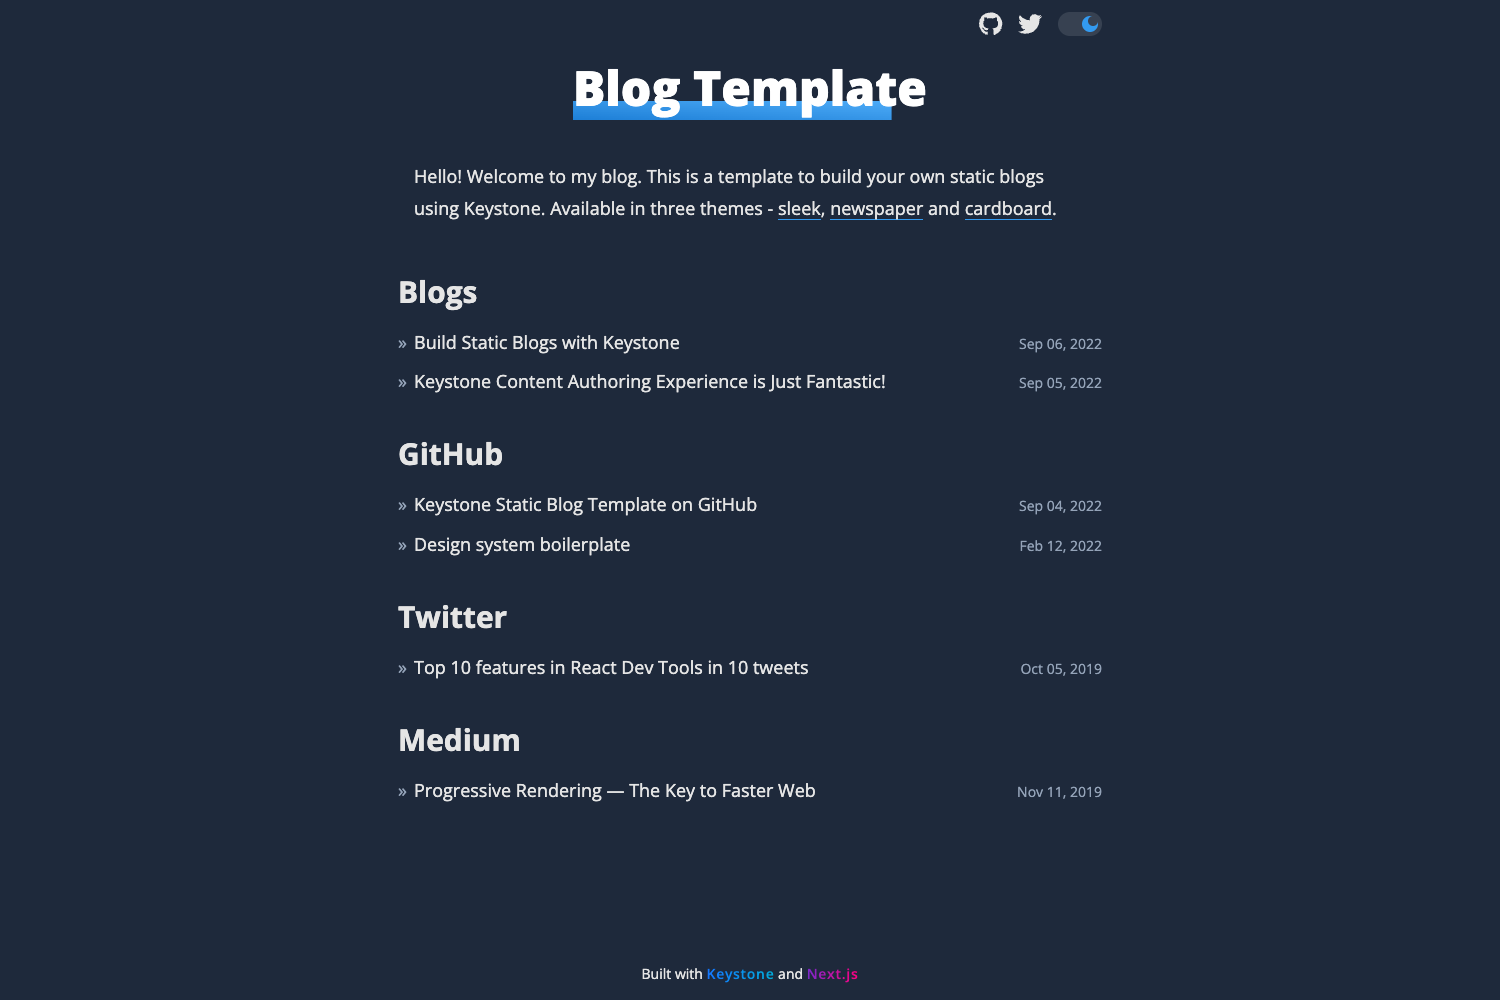 Blog Template
Hello! Welcome to my blog. This is a template to build your own static blogs
using Keystone. Available in three themes - sleek, newspaper and cardboard.
Blogs
» Build Static Blogs with Keystone Sep 06, 2022
» Keystone Content Authoring Experience is Just Fantastic! Sep 05, 2022
GitHub
» Keystone Static Blog Template on GitHub Sep 04, 2022
» Design system boilerplate Feb 12, 2022
Twitter
» Top 10 features in React Dev Tools in 10 tweets Oct 05, 2019
Medium
» Progressive Rendering — The Key to Faster Web Nov 11, 2019
Built with Keystone and Next.js